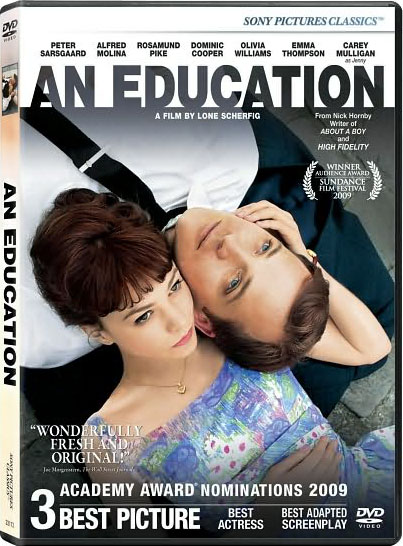 DVD
VIDEO
SONY PICTURES CLASSICS™
PETER SARSGAARD
ALFRED MOLINA
ROSAMUND PIKE
DOMINIC COOPER
OLIVIA WILLIAMS
EMMA THOMPSON
CAREY MULLIGAN
as Jenny
AN EDUCATION
A FILM BY LONE SCHERFIG
From Nick Hornby
Writer of
ABOUT A BOY
and
HIGH FIDELITY
WINNER
AUDIENCE AWARD
SUNDANCE
FILM FESTIVAL
2009
AN EDUCATION
"WONDERFULLY
FRESH AND
ORIGINAL!"
Joe Morgenstern, The Wall Street Journal
3 ACADEMY AWARD® NOMINATIONS 2009
BEST PICTURE
BEST ACTRESS
BEST ADAPTED SCREENPLAY
DVD
VIDEO